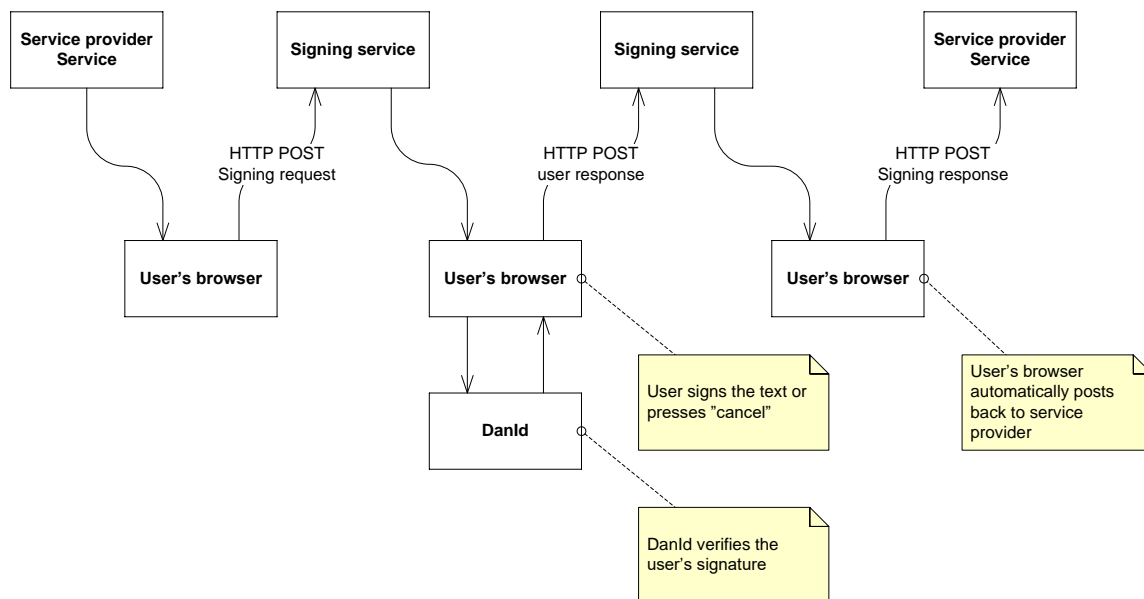 Service provider
Service
Signing service
Signing service
Service provider
Service
HTTP POST
Signing request
HTTP POST
user response
HTTP POST
Signing response
User's browser
User's browser
User's browser
User signs the text or
presses ”cancel”
User's browser
automatically posts
back to service
provider
DanId
DanId verifies the
user's signature